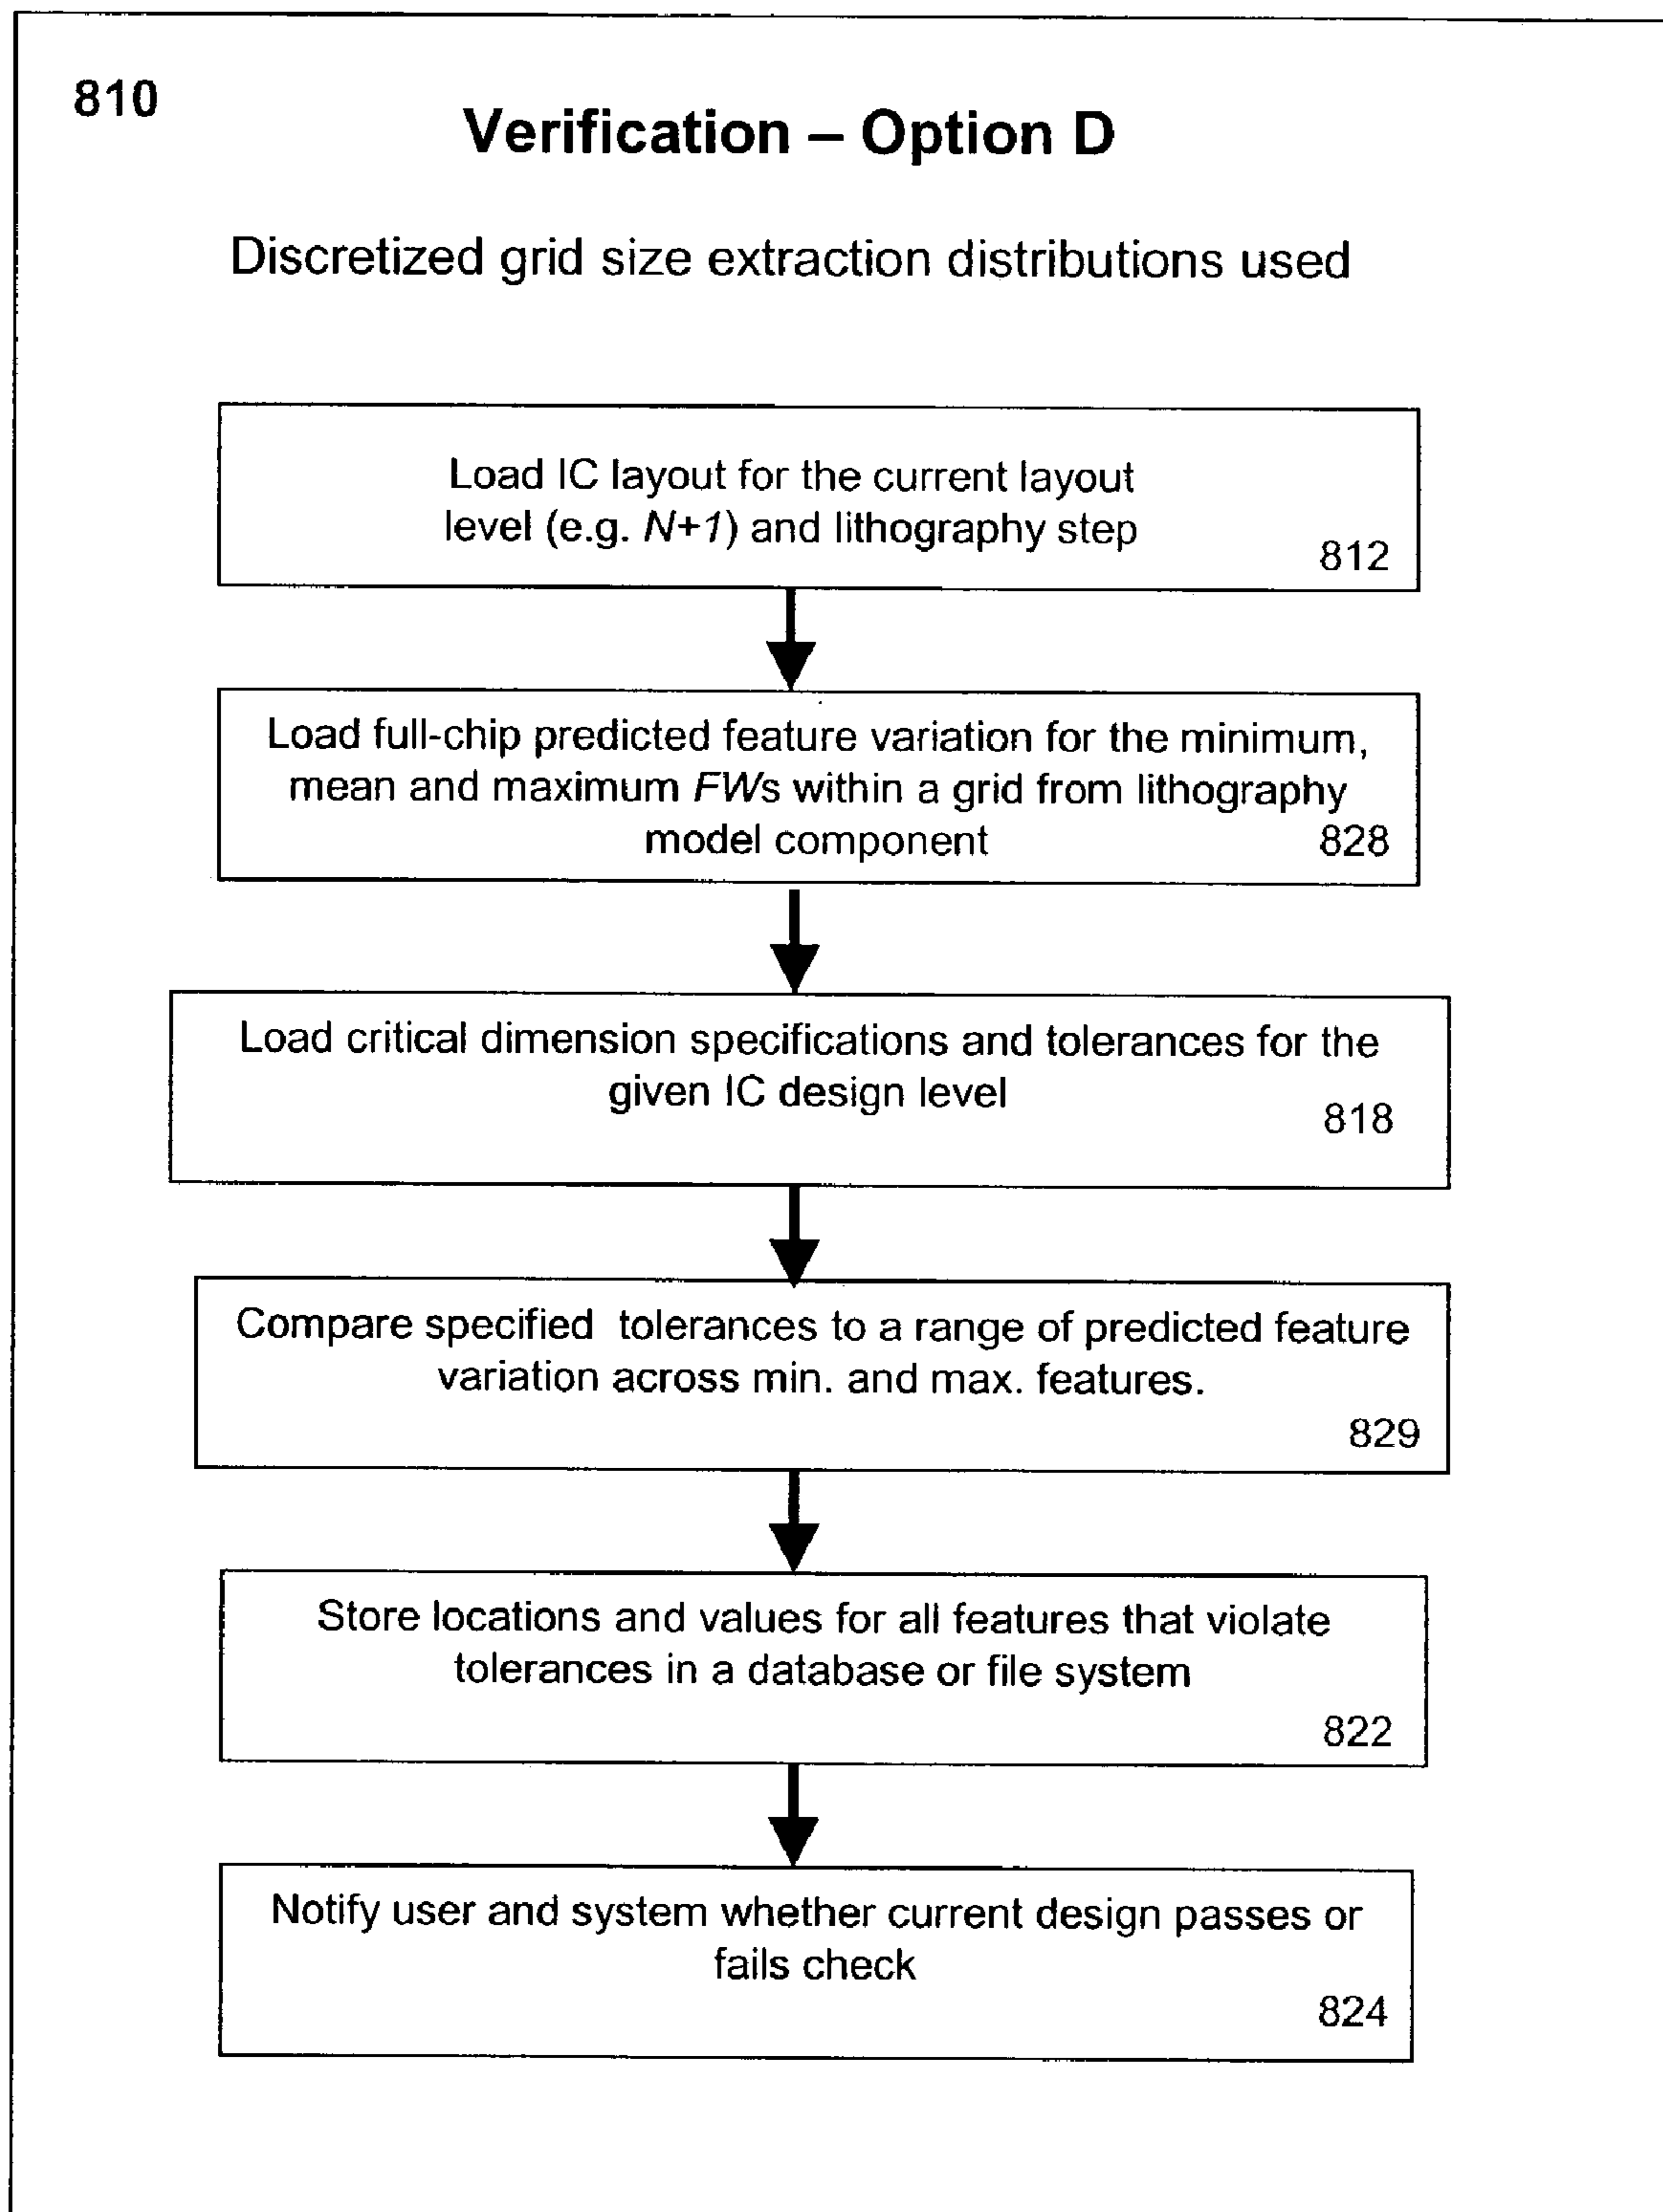 810
Verification – Option D
Discretized grid size extraction distributions used
Load IC layout for the current layout
level (e.g. N+1) and lithography step
812
Load full-chip predicted feature variation for the minimum,
mean and maximum FWs within a grid from lithography
model component
828
Load critical dimension specifications and tolerances for the
given IC design level
818
Compare specified tolerances to a range of predicted feature
variation across min. and max. features.
829
Store locations and values for all features that violate
tolerances in a database or file system
822
Notify user and system whether current design passes or
fails check
824